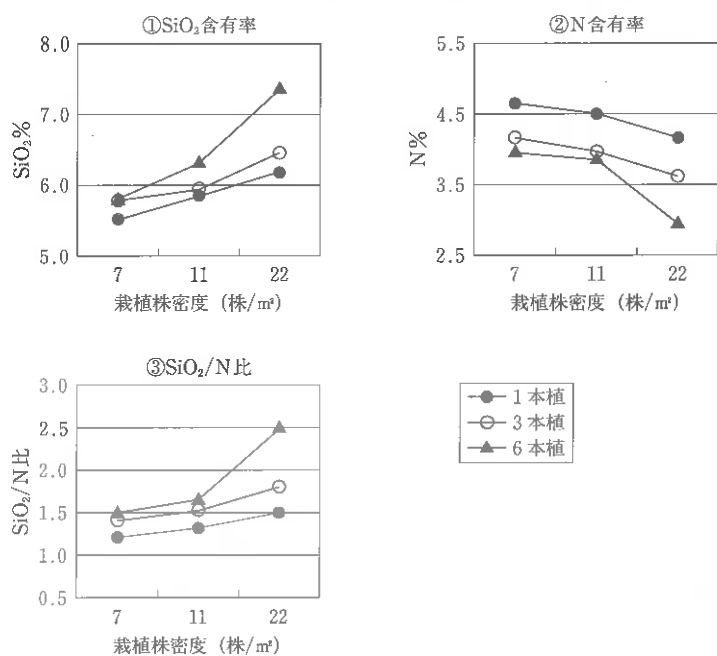 ①SiO₂含有率
8.0
7.0
6.0
5.0
SiO₂%
7 11 22
栽植株密度（株/㎡）
②N含有率
5.5
4.5
3.5
2.5
N%
7 11 22
栽植株密度（株/㎡）
③SiO₂/N比
3.0
2.5
2.0
1.5
1.0
0.5
SiO₂/N比
7 11 22
栽植株密度（株/㎡）
1本植
3本植
6本植